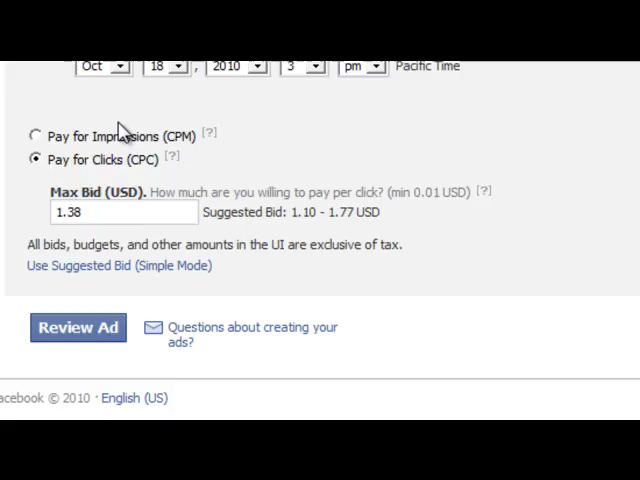 Oct 18 , 2010 3 pm Pacific Time
Pay for Impressions (CPM) [?]
Pay for Clicks (CPC) [?]
Max Bid (USD). How much are you willing to pay per click? (min 0.01 USD) [?]
1.38 Suggested Bid: 1.10 - 1.77 USD
All bids, budgets, and other amounts in the UI are exclusive of tax.
Use Suggested Bid (Simple Mode)
Review Ad
Questions about creating your
ads?
acebook © 2010 · English (US)